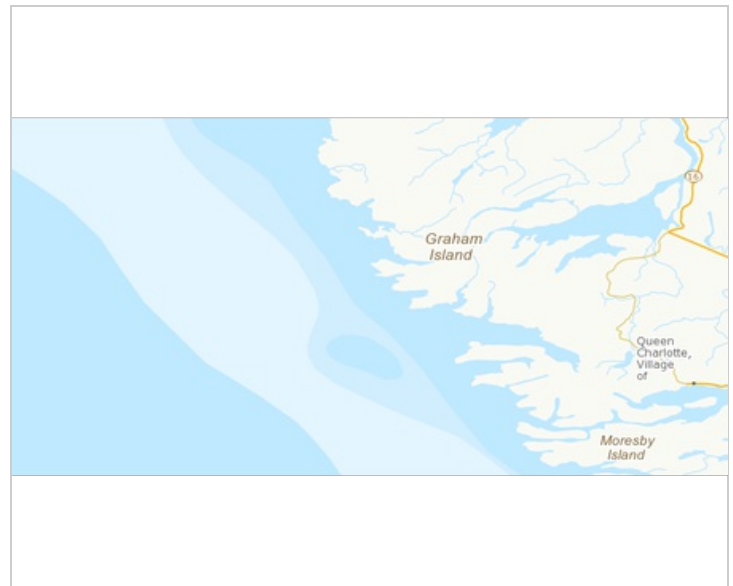 16
Graham
Island
Queen
Charlotte,
Village
of
Moresby
Island